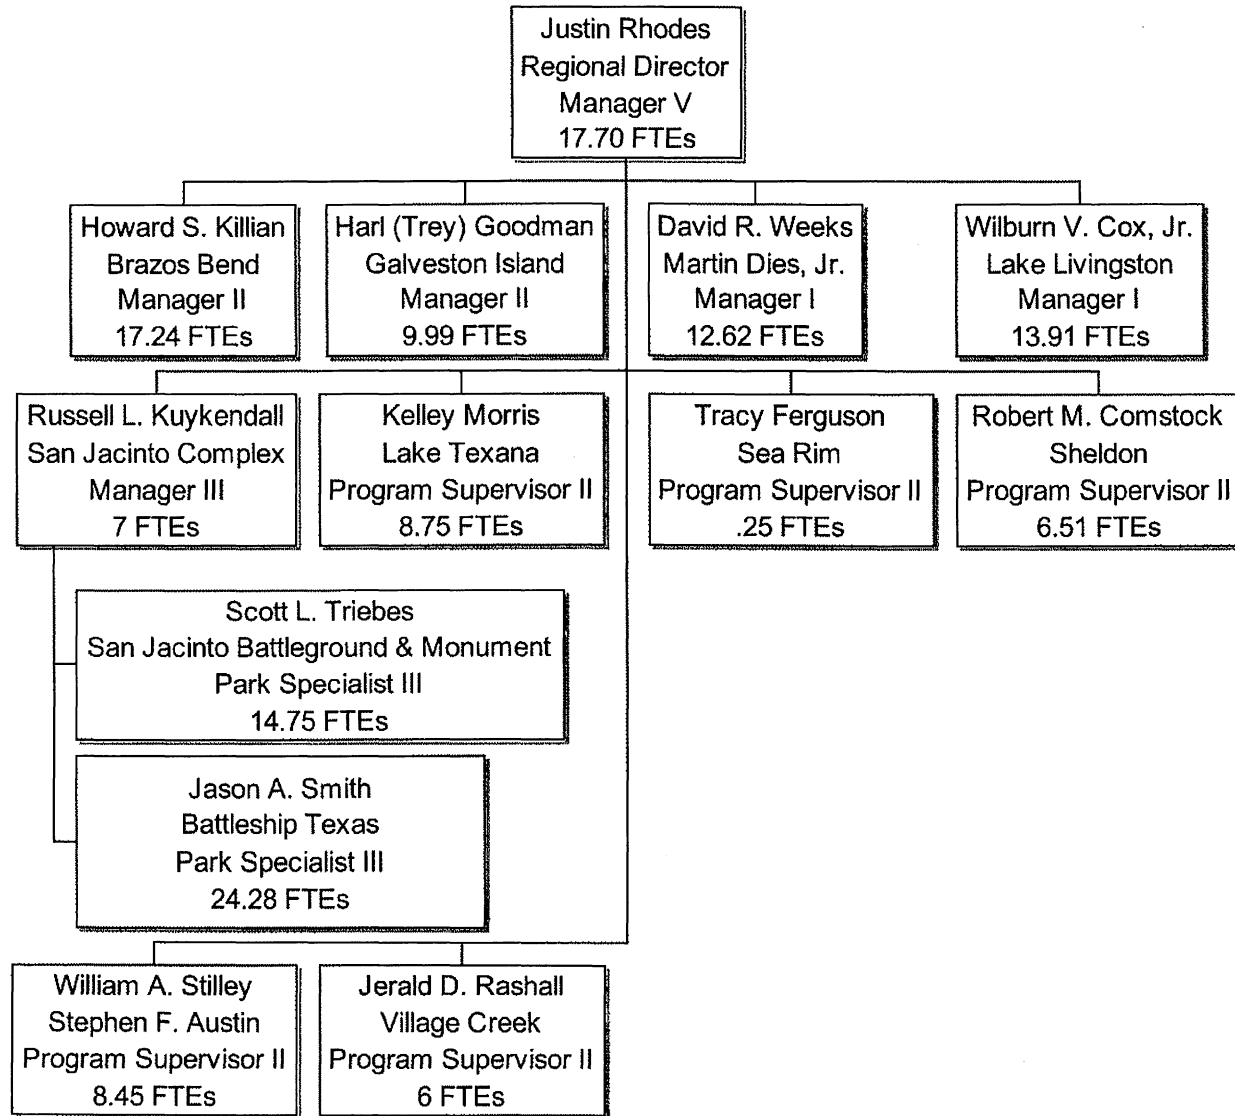 Justin Rhodes
Regional Director
Manager V
17.70 FTEs
Howard S. Killian
Brazos Bend
Manager II
17.24 FTEs
Harl (Trey) Goodman
Galveston Island
Manager II
9.99 FTEs
David R. Weeks
Martin Dies, Jr.
Manager I
12.62 FTEs
Wilburn V. Cox, Jr.
Lake Livingston
Manager I
13.91 FTEs
Russell L. Kuykendall
San Jacinto Complex
Manager III
7 FTEs
Kelley Morris
Lake Texana
Program Supervisor II
8.75 FTEs
Tracy Ferguson
Sea Rim
Program Supervisor II
.25 FTEs
Robert M. Comstock
Sheldon
Program Supervisor II
6.51 FTEs
Scott L. Triebes
San Jacinto Battleground & Monument
Park Specialist III
14.75 FTEs
Jason A. Smith
Battleship Texas
Park Specialist III
24.28 FTEs
William A. Stilley
Stephen F. Austin
Program Supervisor II
8.45 FTEs
Jerald D. Rashall
Village Creek
Program Supervisor II
6 FTEs